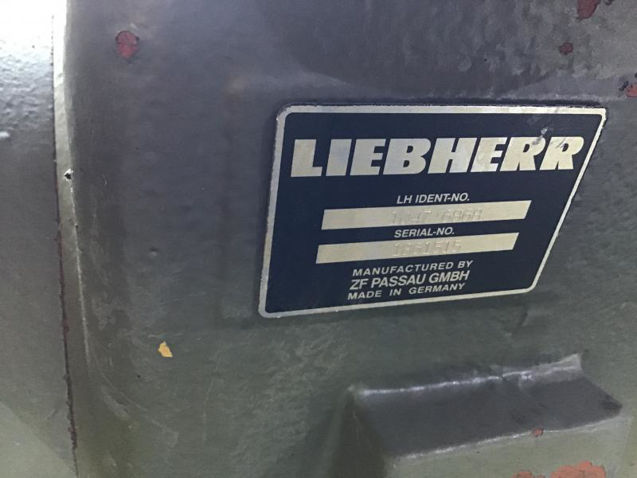 LIEBHERR
LH IDENT-NO.
SERIAL-NO.
MANUFACTURED BY
ZF PASSAU GMBH
MADE IN GERMANY